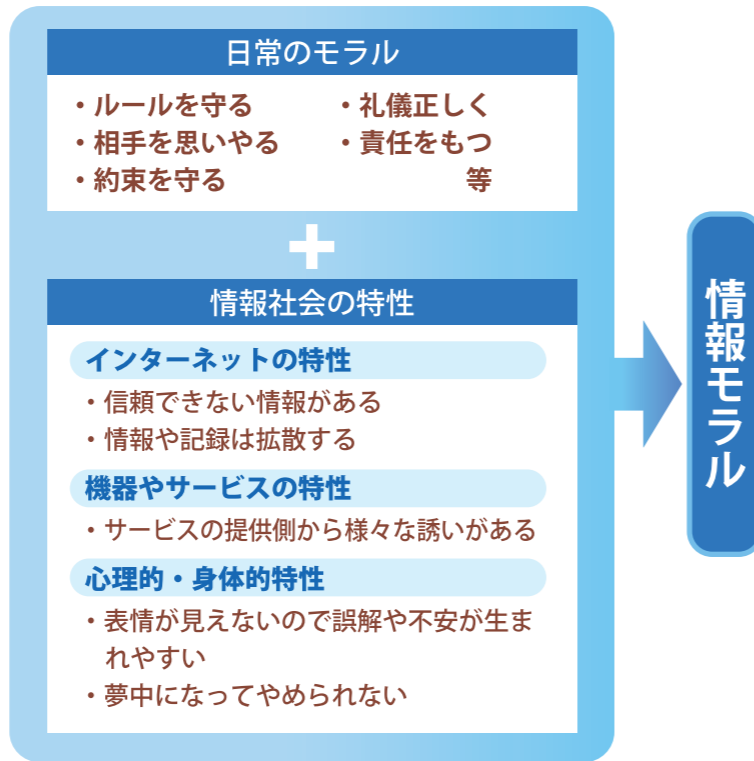 日常のモラル
・ルールを守る
・相手を思いやる
・約束を守る
・礼儀正しく
・責任をもつ
等
+
情報社会の特性
インターネットの特性
・信頼できない情報がある
・情報や記録は拡散する
機器やサービスの特性
・サービスの提供側から様々な誘いがある
心理的・身体的特性
・表情が見えないので誤解や不安が生ま
れやすい
・夢中になってやめられない
情報モラル